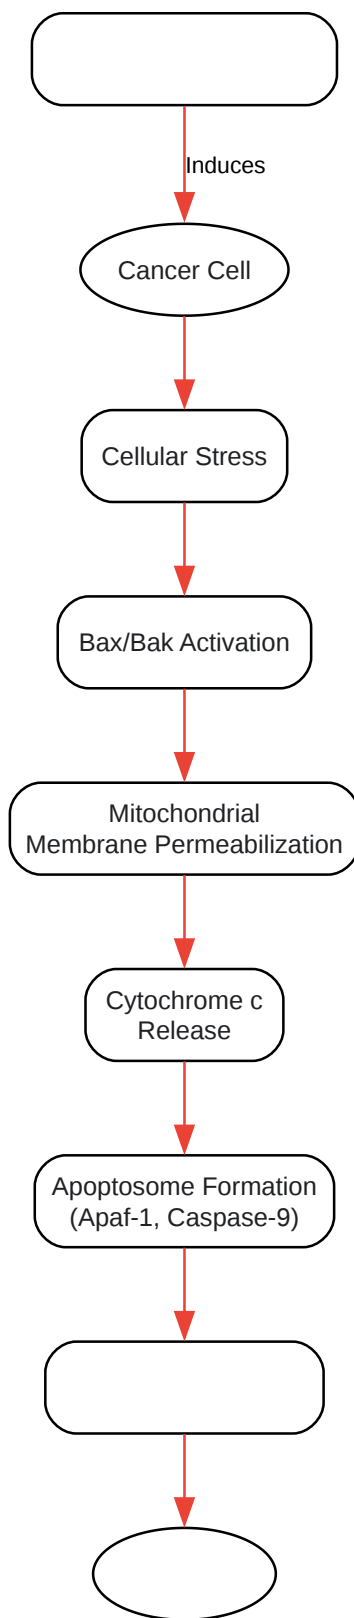 Induces
Cancer Cell
Cellular Stress
Bax/Bak Activation
Mitochondrial
Membrane Permeabilization
Cytochrome c
Release
Apoptosome Formation
(Apaf-1, Caspase-9)